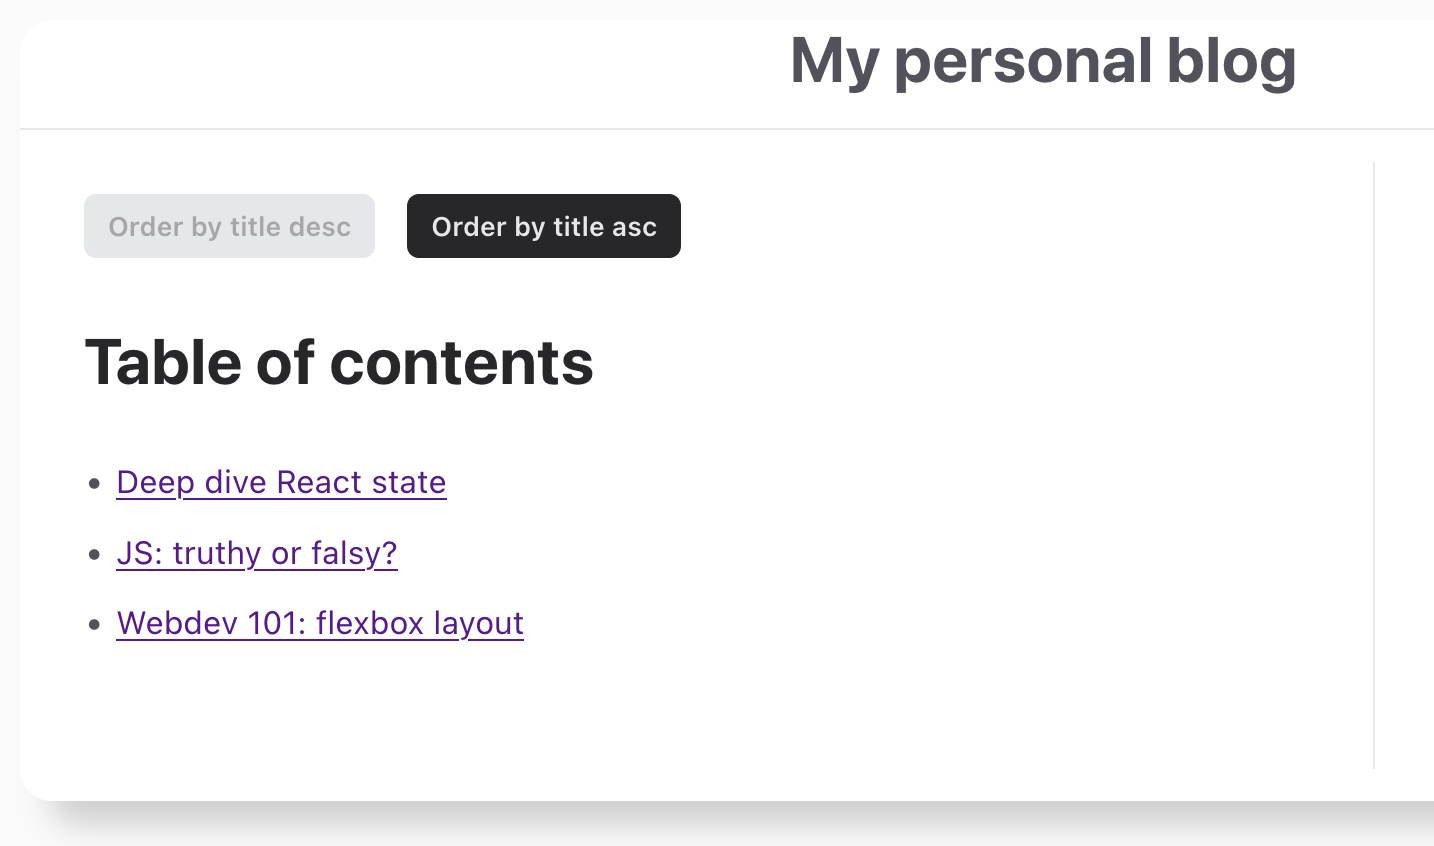 My personal blog
Order by title desc
Order by title asc
Table of contents
Deep dive React state
JS: truthy or falsy?
Webdev 101: flexbox layout